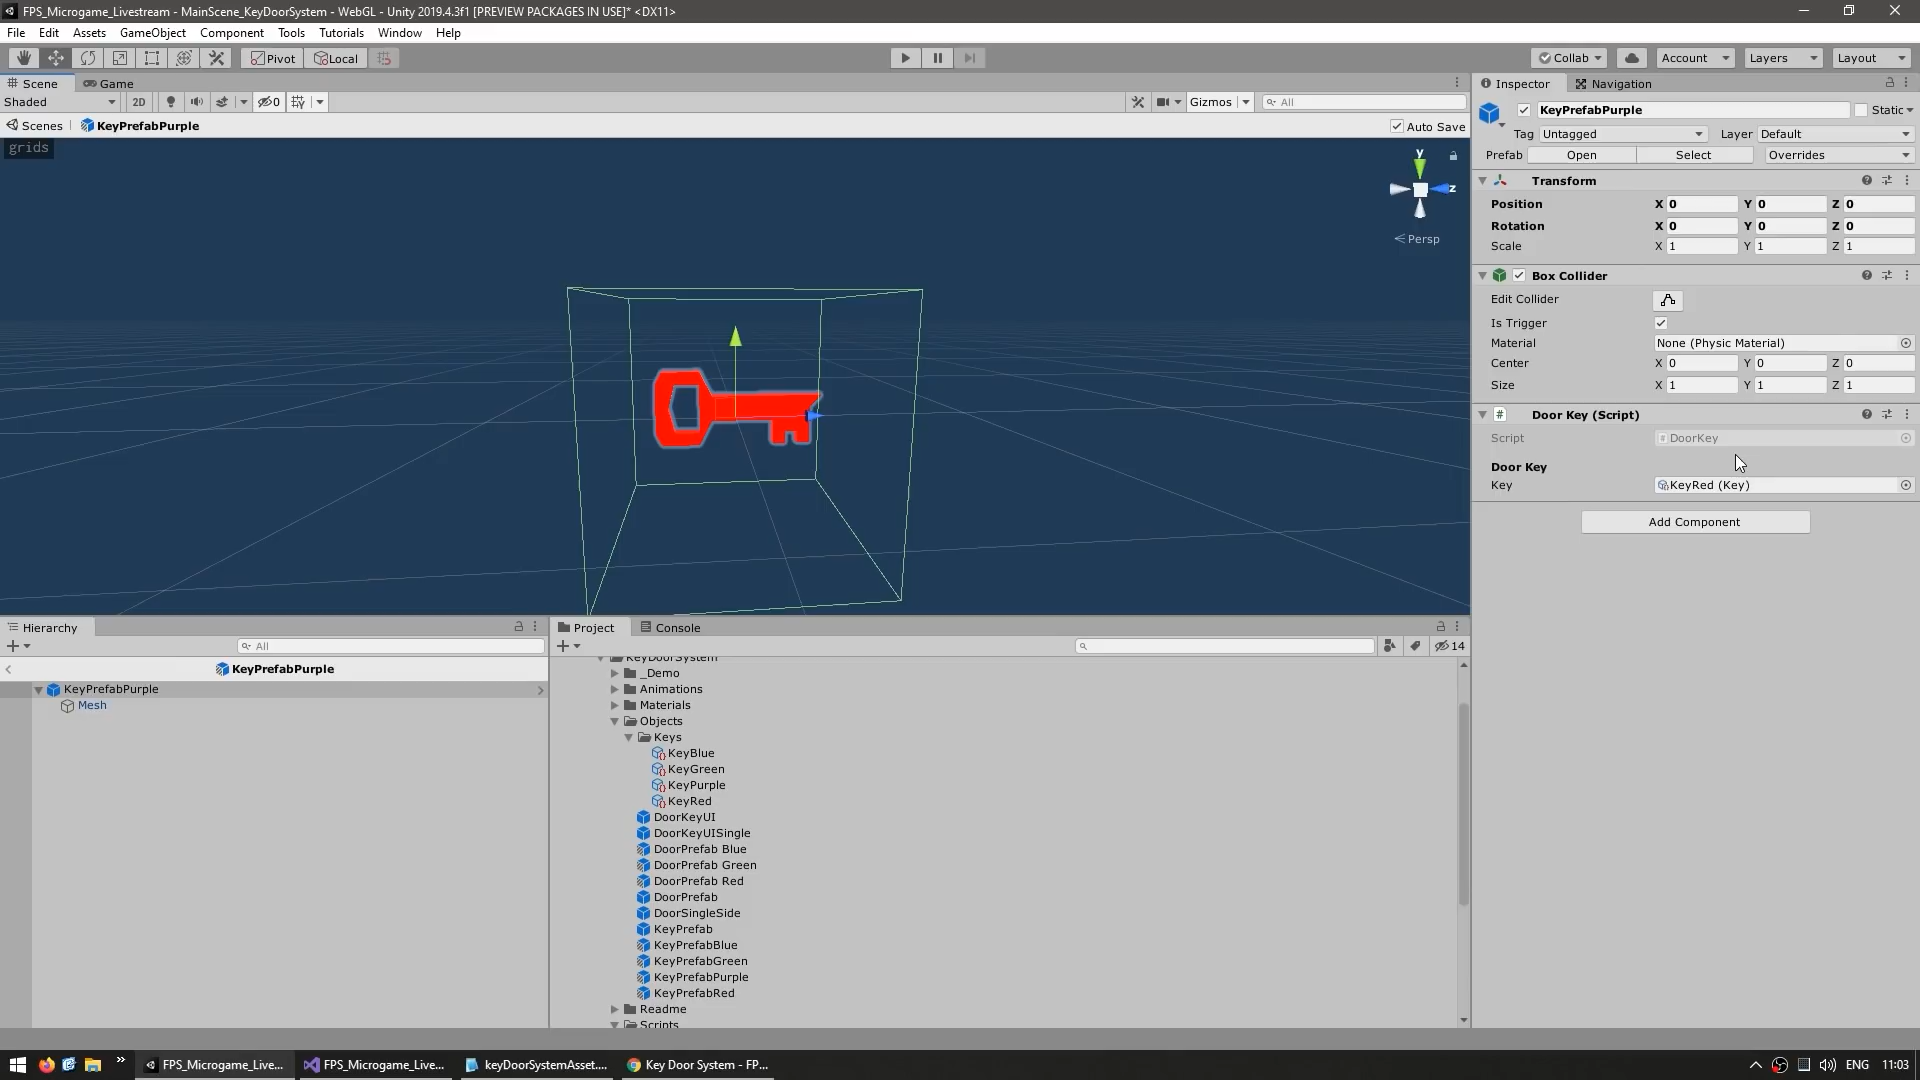 FPS_Microgame_Livestream - MainScene_KeyDoorSystem - WebGL - Unity 2019.4.3f1 [PREVIEW PACKAGES IN USE]* <DX11>
File Edit Assets GameObject Component Tools Tutorials Window Help
Pivot Local Collab Account Layers Layout
Scene Game
Shaded 2D 0 Gizmos All
Scenes KeyPrefabPurple Auto Save
grids
y
z
Persp
Inspector Navigation
KeyPrefabPurple Static
Tag Untagged Layer Default
Prefab Open Select Overrides
Transform
Position X 0 Y 0 Z 0
Rotation X 0 Y 0 Z 0
Scale X 1 Y 1 Z 1
Box Collider
Edit Collider
Is Trigger
Material None (Physic Material)
Center X 0 Y 0 Z 0
Size X 1 Y 1 Z 1
# Door Key (Script)
Script DoorKey
Door Key
Key KeyRed (Key)
Add Component
Hierarchy
All
KeyPrefabPurple
KeyPrefabPurple
Mesh
Project Console
14
KeyDoorSystem
_Demo
Animations
Materials
Objects
Keys
KeyBlue
KeyGreen
KeyPurple
KeyRed
DoorKeyUI
DoorKeyUISingle
DoorPrefab Blue
DoorPrefab Green
DoorPrefab Red
DoorPrefab
DoorSingleSide
KeyPrefab
KeyPrefabBlue
KeyPrefabGreen
KeyPrefabPurple
KeyPrefabRed
Readme
Scripts
FPS_Microgame_Live... FPS_Microgame_Live... keyDoorSystemAsset.... Key Door System - FP... ENG 11:03